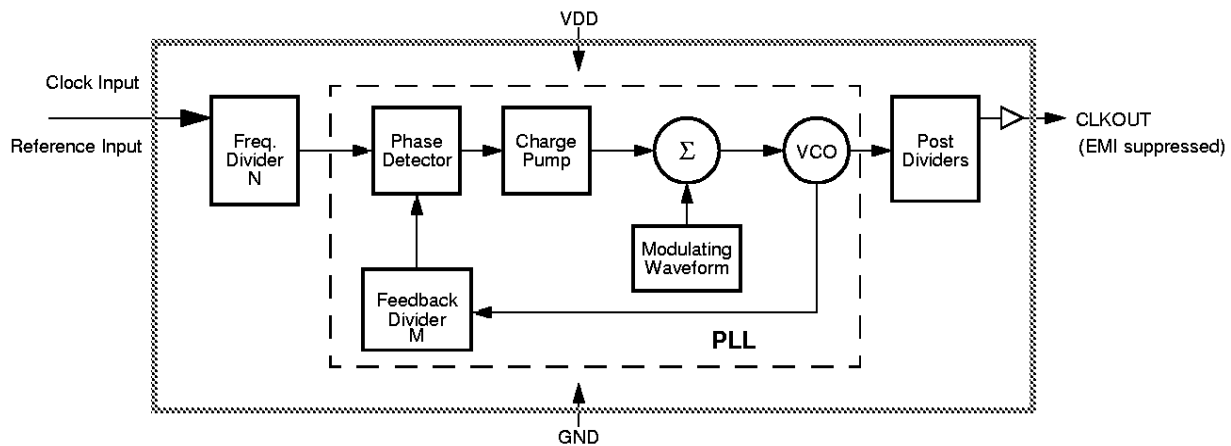 VDD
Clock Input
Reference Input
Freq.
Divider
N
Phase
Detector
Charge
Pump
Σ
VCO
Post
Dividers
CLKOUT
(EMI suppressed)
Modulating
Waveform
Feedback
Divider
M
PLL
GND